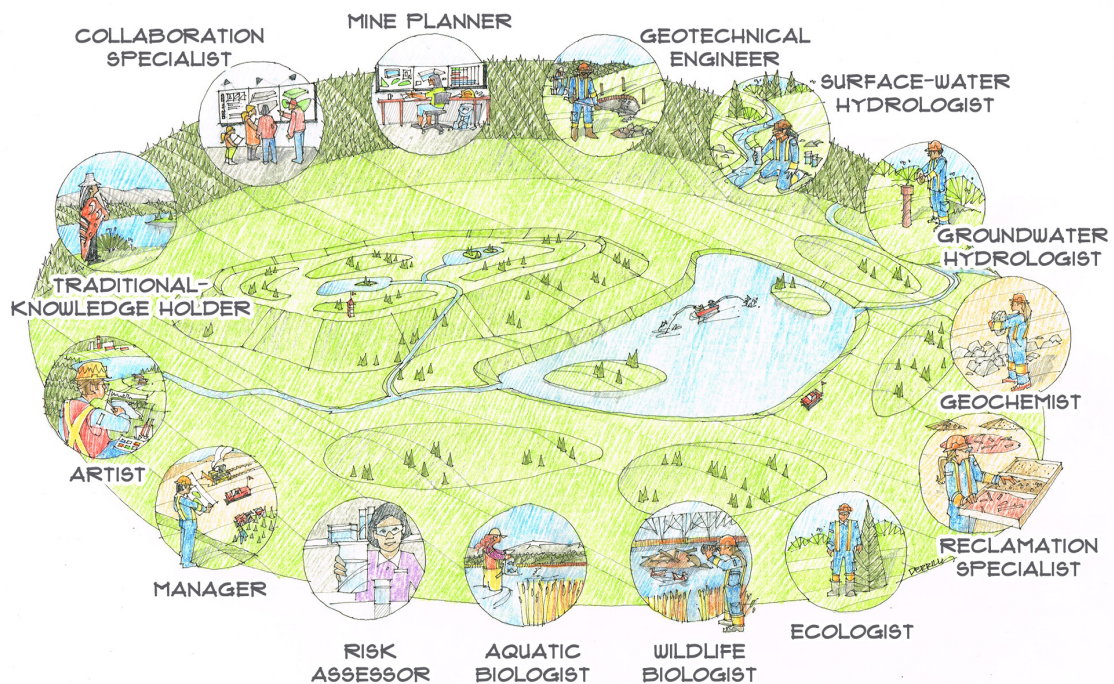 MINE PLANNER
COLLABORATION
SPECIALIST
GEOTECHNICAL
ENGINEER
SURFACE-WATER
HYDROLOGIST
GROUNDWATER
HYDROLOGIST
TRADITIONAL-
KNOWLEDGE HOLDER
GEOCHEMIST
ARTIST
RECLAMATION
SPECIALIST
MANAGER
ECOLOGIST
RISK
ASSESSOR
AQUATIC
BIOLOGIST
WILDLIFE
BIOLOGIST